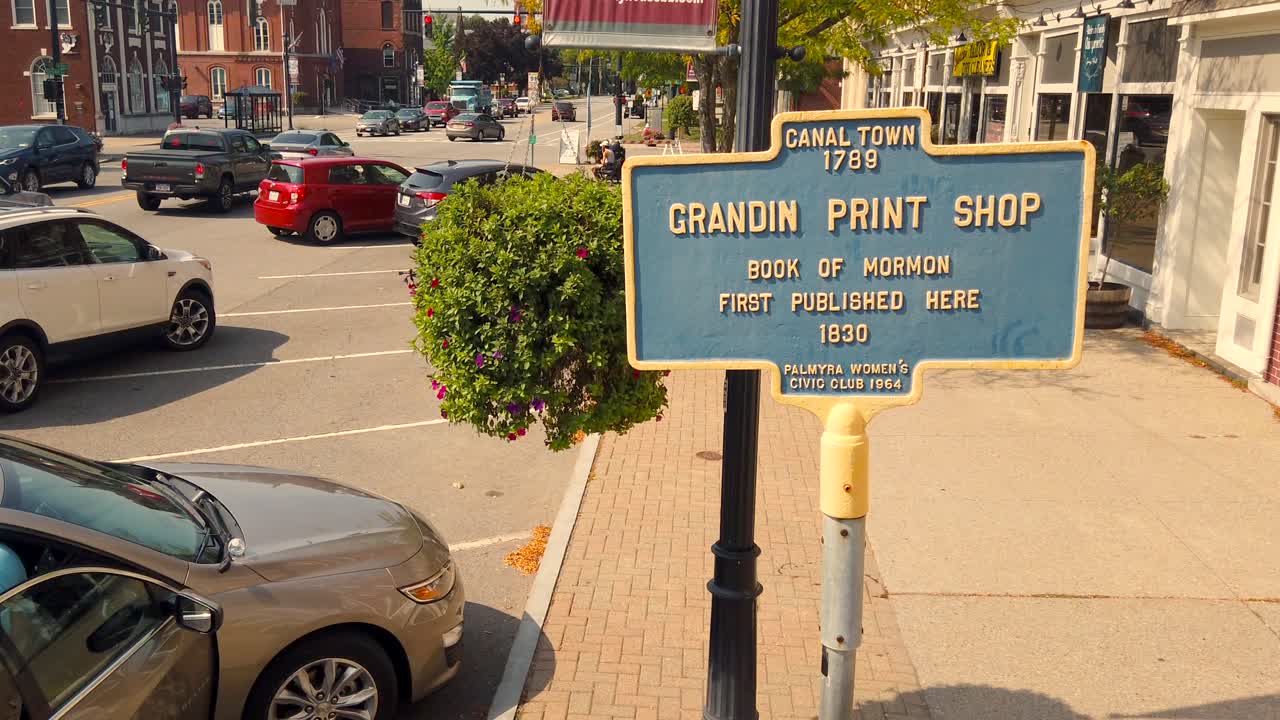 CANAL TOWN
1789
GRANDIN PRINT SHOP
BOOK OF MORMON
FIRST PUBLISHED HERE
1830
PALMYRA WOMEN'S
CIVIC CLUB 1964